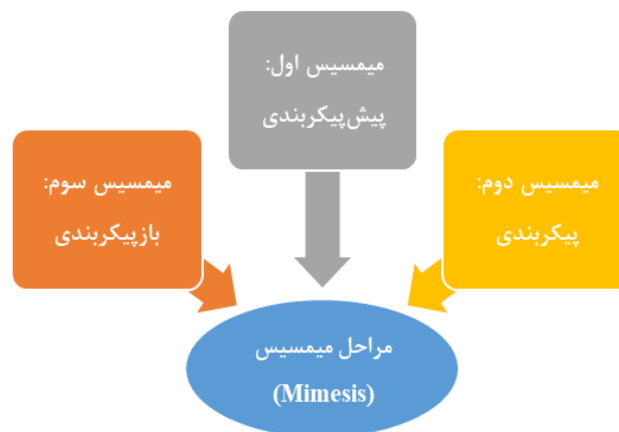 میمسیس اول:
پیش‌پیکربندی
میمسیس دوم:
پیکربندی
میمسیس سوم:
بازپیکربندی
مراحل میمسیس
(Mimesis)